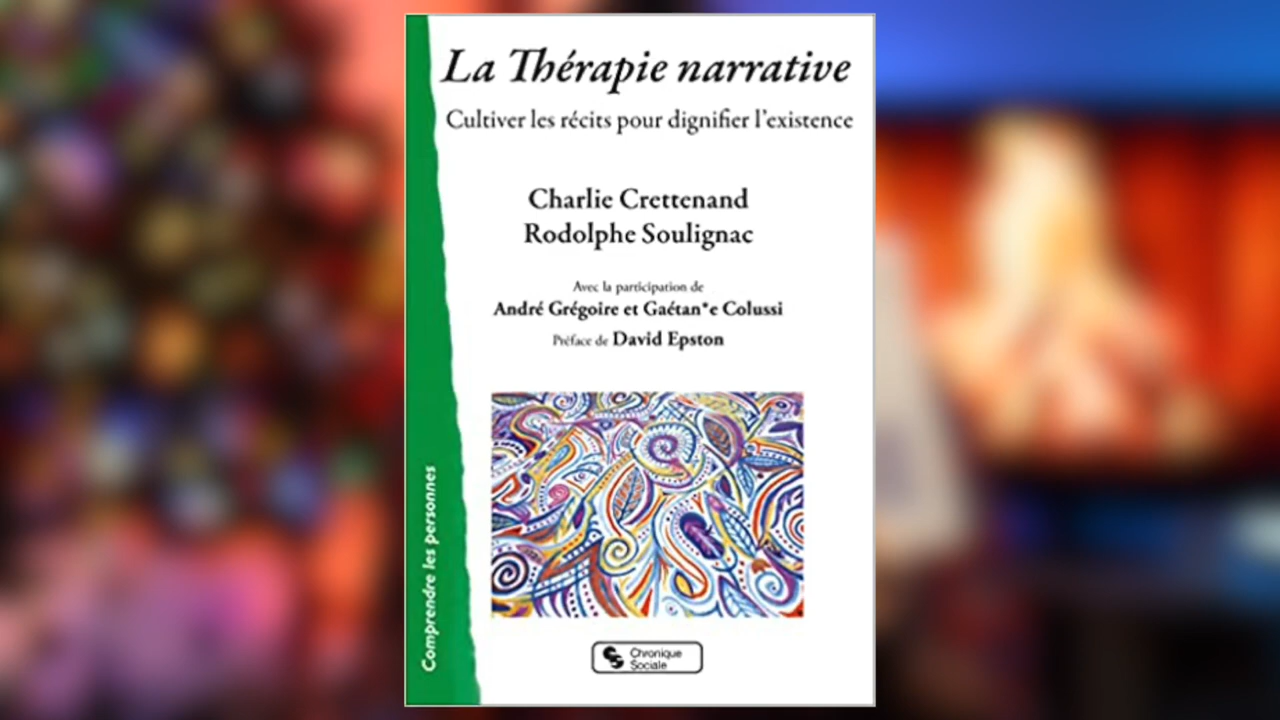 La Thérapie narrative
Cultiver les récits pour dignifier l'existence
Charlie Crettenand
Rodolphe Soulignac
Avec la participation de
André Grégoire et Gaétan*e Colussi
Préface de David Epston
Comprendre les personnes
Chronique
Sociale